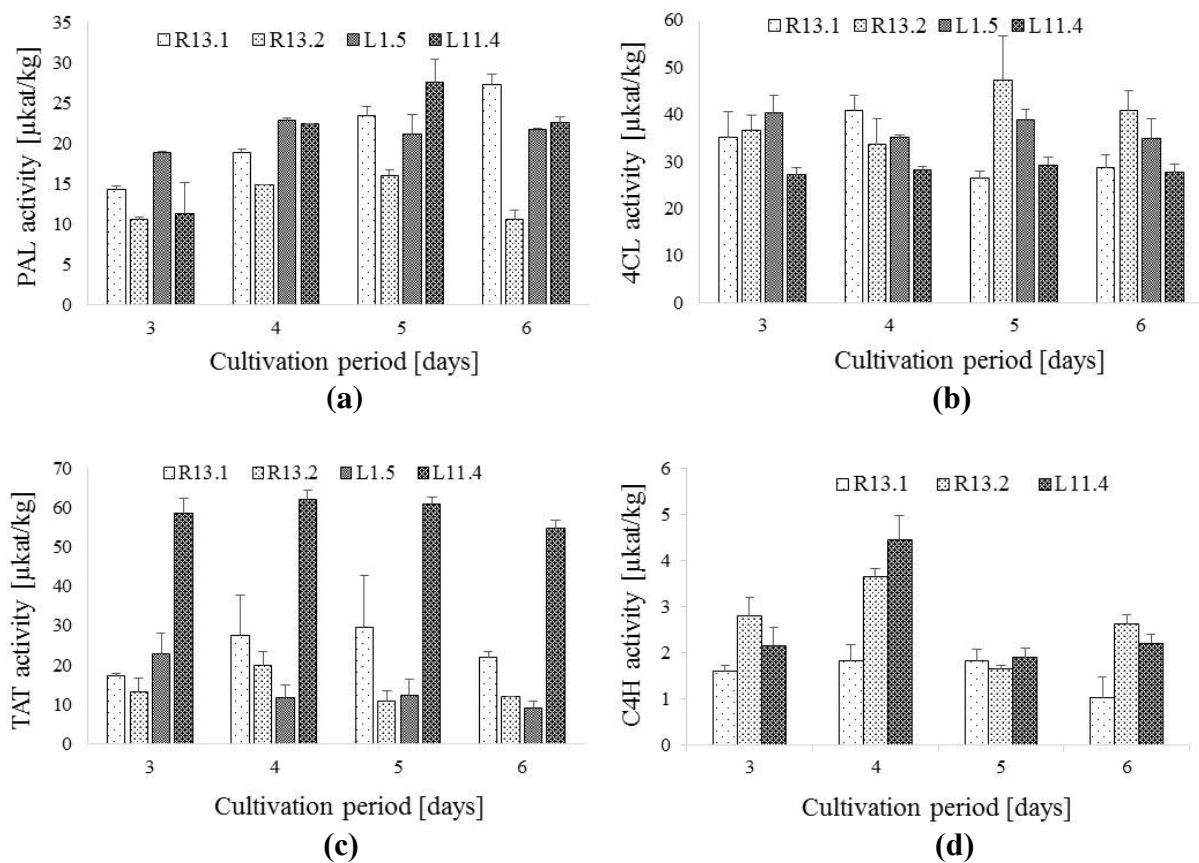 PAL activity [µkat/kg]
35
30
25
20
15
10
5
0
R13.1 R13.2 L1.5 L11.4
3 4 5 6
Cultivation period [days]
(a)
4CL activity [µkat/kg]
60
50
40
30
20
10
0
R13.1 R13.2 L1.5 L11.4
3 4 5 6
Cultivation period [days]
(b)
TAT activity [µkat/kg]
70
60
50
40
30
20
10
0
R13.1 R13.2 L1.5 L11.4
3 4 5 6
Cultivation period [days]
(c)
C4H activity [µkat/kg]
6
5
4
3
2
1
0
R13.1 R13.2 L11.4
3 4 5 6
Cultivation period [days]
(d)